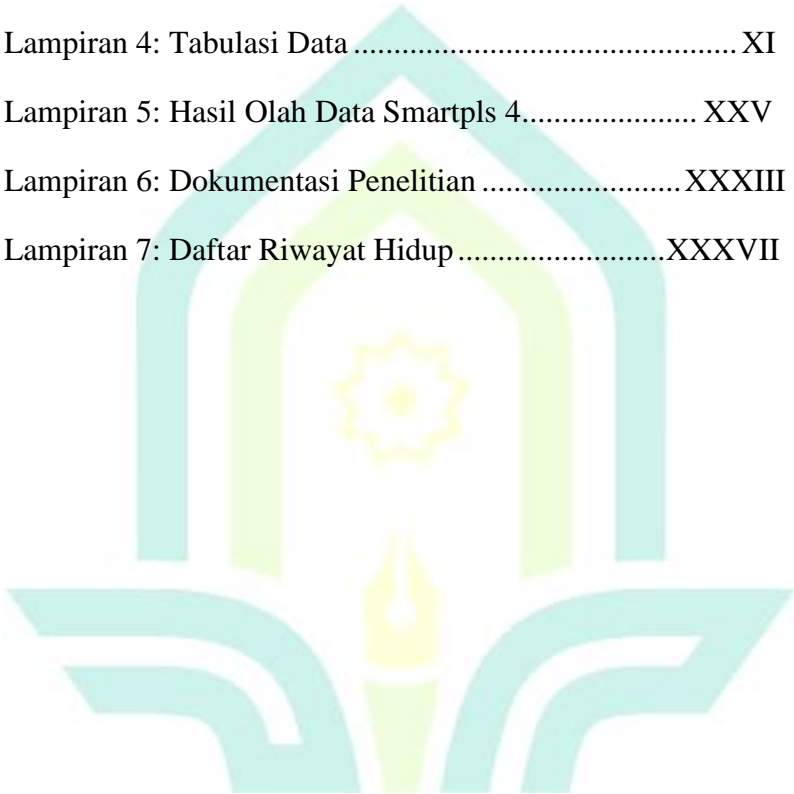 Lampiran 4: Tabulasi Data ............................................... XI
Lampiran 5: Hasil Olah Data Smartpls 4...................... XXV
Lampiran 6: Dokumentasi Penelitian ......................... XXXIII
Lampiran 7: Daftar Riwayat Hidup ..........................XXXVII